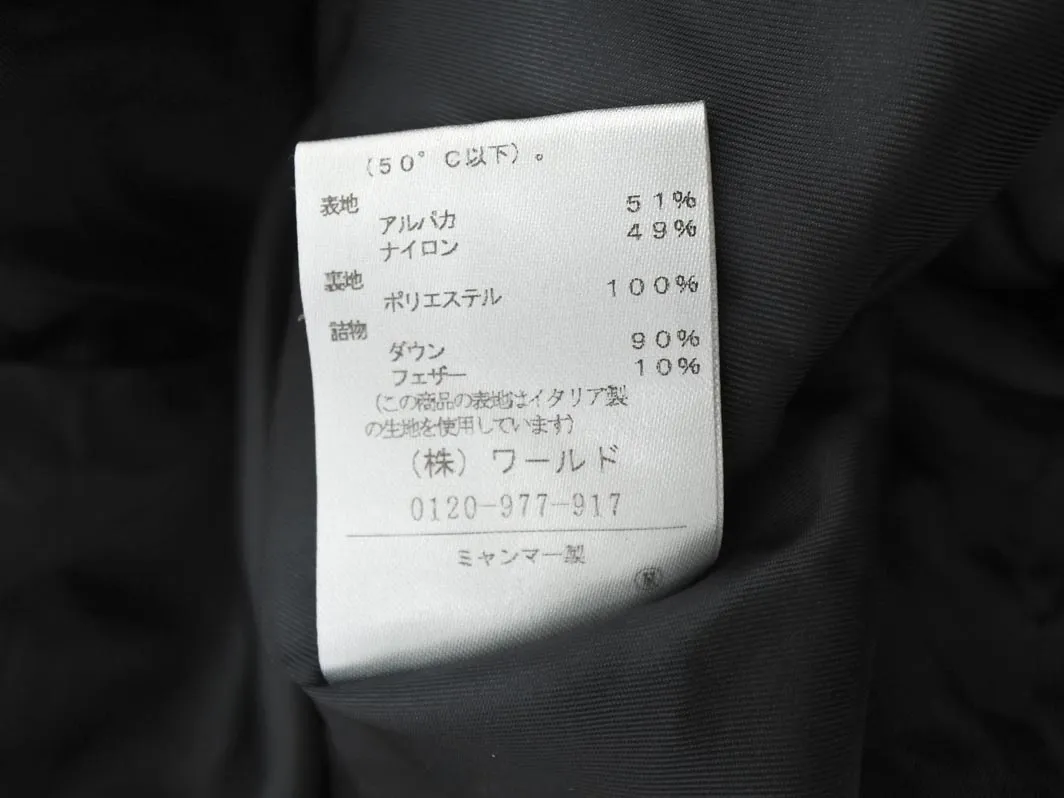 (50°C以下)。
表地
アルパカ 51%
ナイロン 49%
裏地
ポリエステル 100%
詰物
ダウン 90%
フェザー 10%
(この商品の表地はイタリア製
の生地を使用しています)
(株) ワールド
0120-977-917
ミャンマー製
N